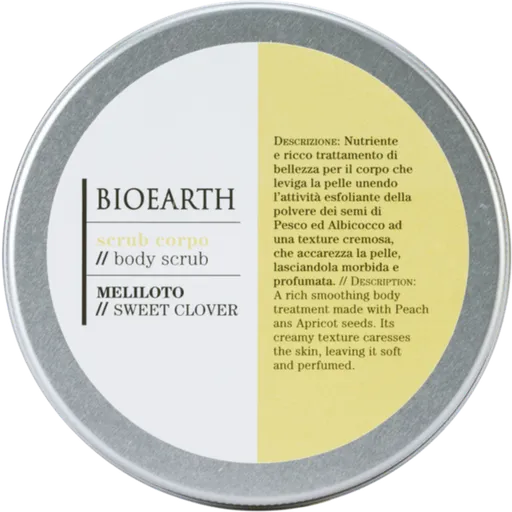 BIOEARTH
scrub corpo
// body scrub
MELILOTO
// SWEET CLOVER
DESCRIZIONE: Nutriente
e ricco trattamento di
bellezza per il corpo che
leviga la pelle unendo
l'attività esfoliante della
polvere dei semi di
Pesco ed Albicocco ad
una texture cremosa,
che accarezza la pelle,
lasciandola morbida e
profumata. // DESCRIPTION:
A rich smoothing body
treatment made with Peach
ans Apricot seeds. Its
creamy texture caresses
the skin, leaving it soft
and perfumed.